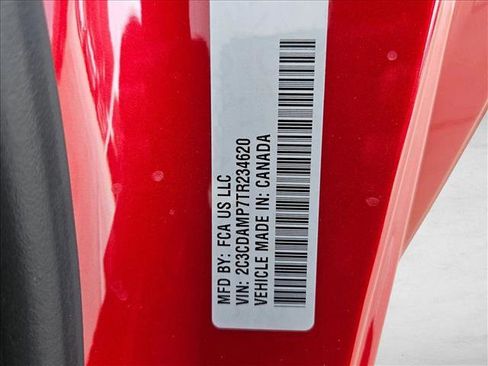 MFD BY: FCA US LLC
VIN: 2C3CDAMP7TR234620
VEHICLE MADE IN: CANADA